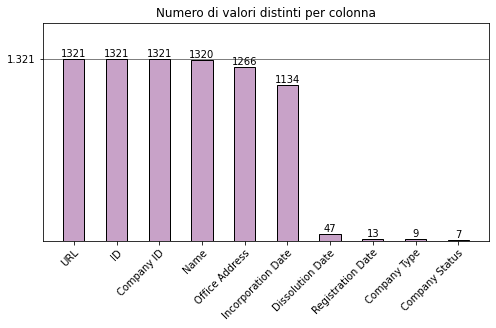 Numero di valori distinti per colonna
1.321
1321 1321 1321 1320 1266 1134 47 13 9 7
URL
ID
Company ID
Name
Office Address
Incorporation Date
Dissolution Date
Registration Date
Company Type
Company Status